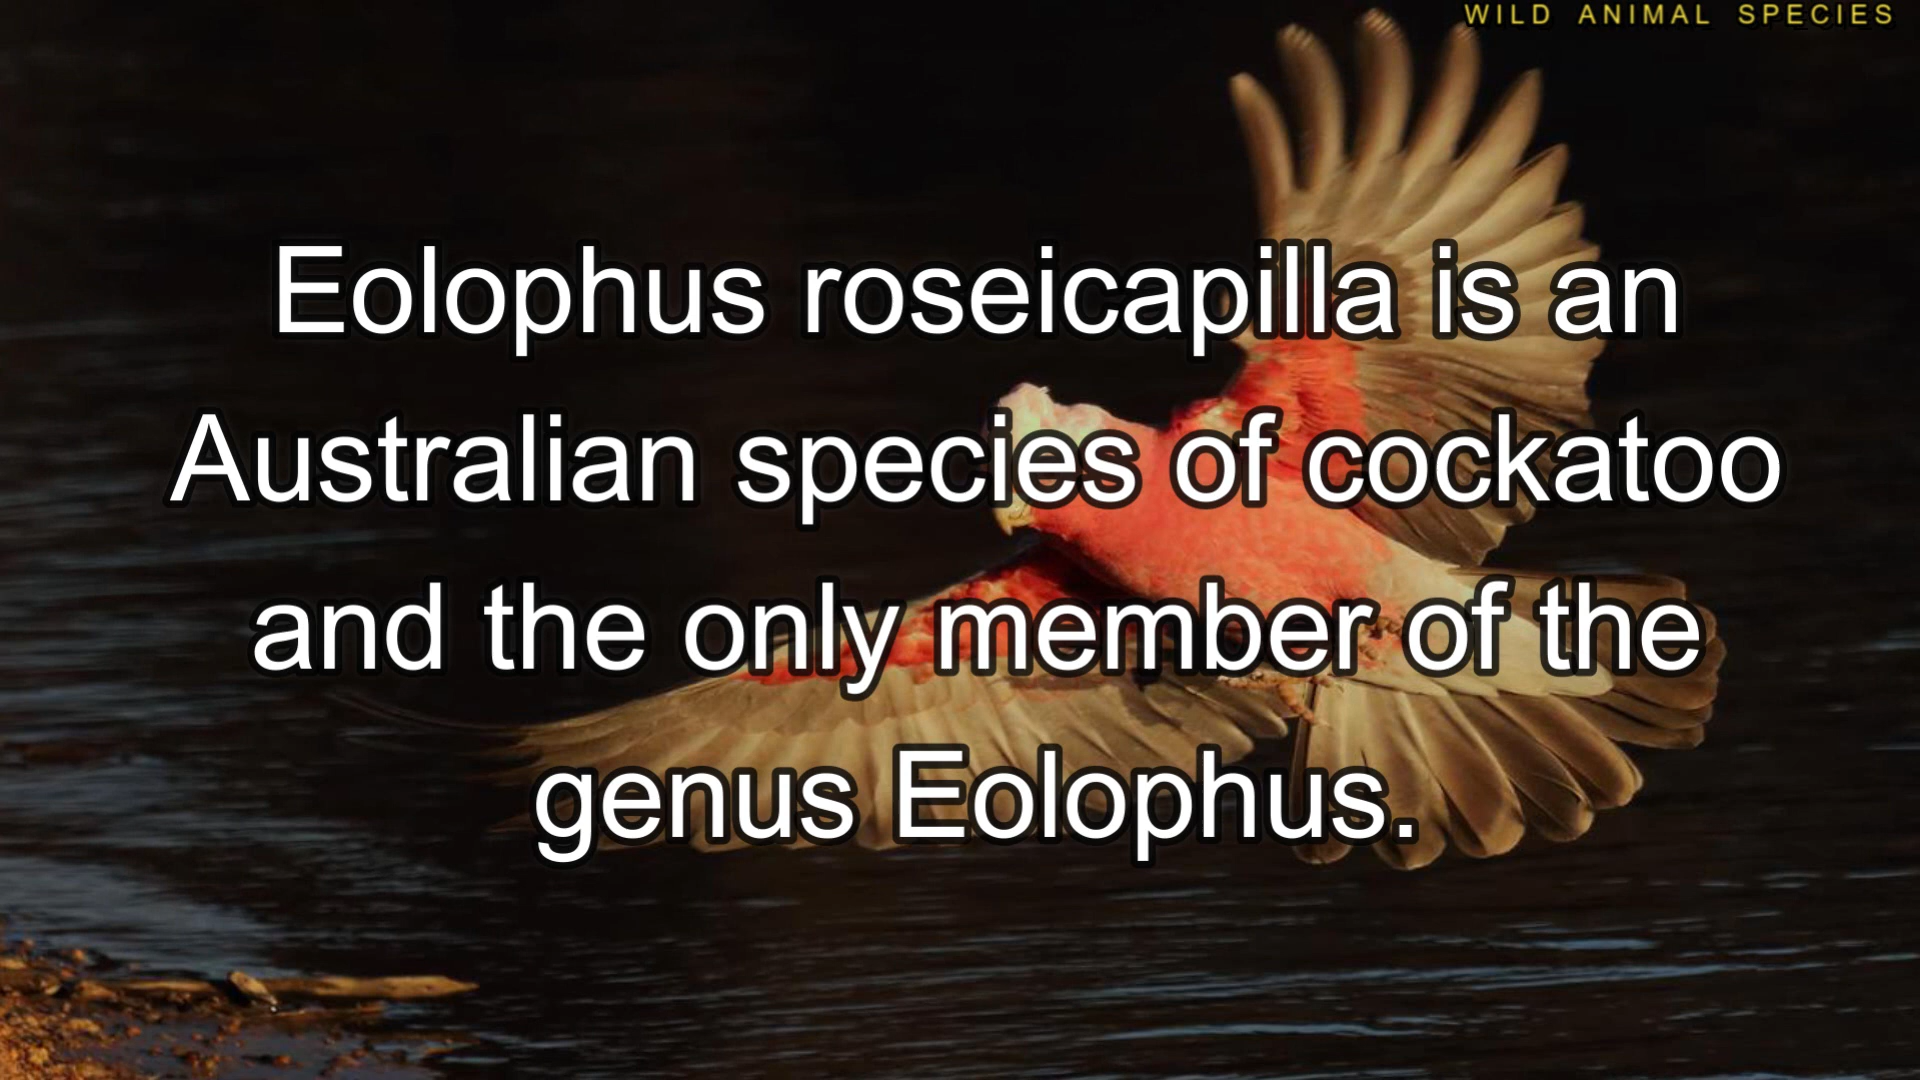 WILD ANIMAL SPECIES
Eolophus roseicapilla is an
Australian species of cockatoo
and the only member of the
genus Eolophus.